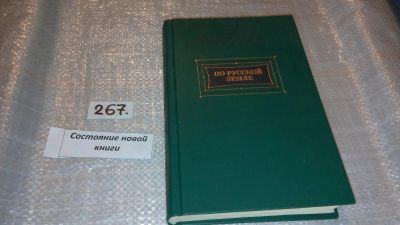 ПО РУССКОЙ
ЗЕМЛЕ
267.
Состояние новой
книги